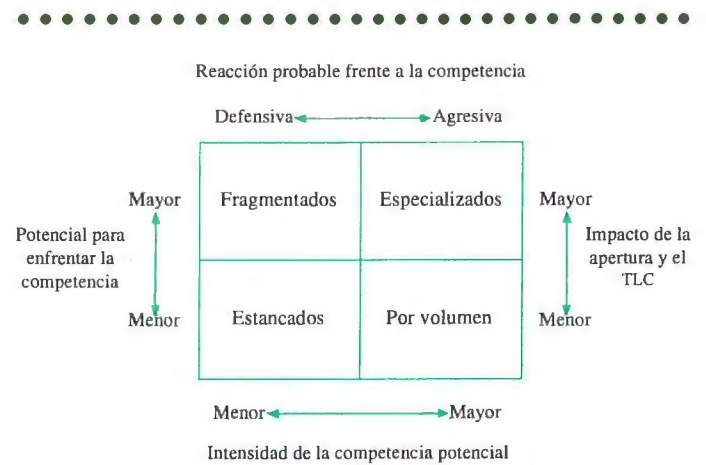 Reacción probable frente a la competencia
Defensiva Agresiva
Mayor Fragmentados Especializados Mayor
Potencial para
enfrentar la
competencia
Impacto de la
apertura y el
TLC
Menor Estancados Por volumen Menor
Menor Mayor
Intensidad de la competencia potencial